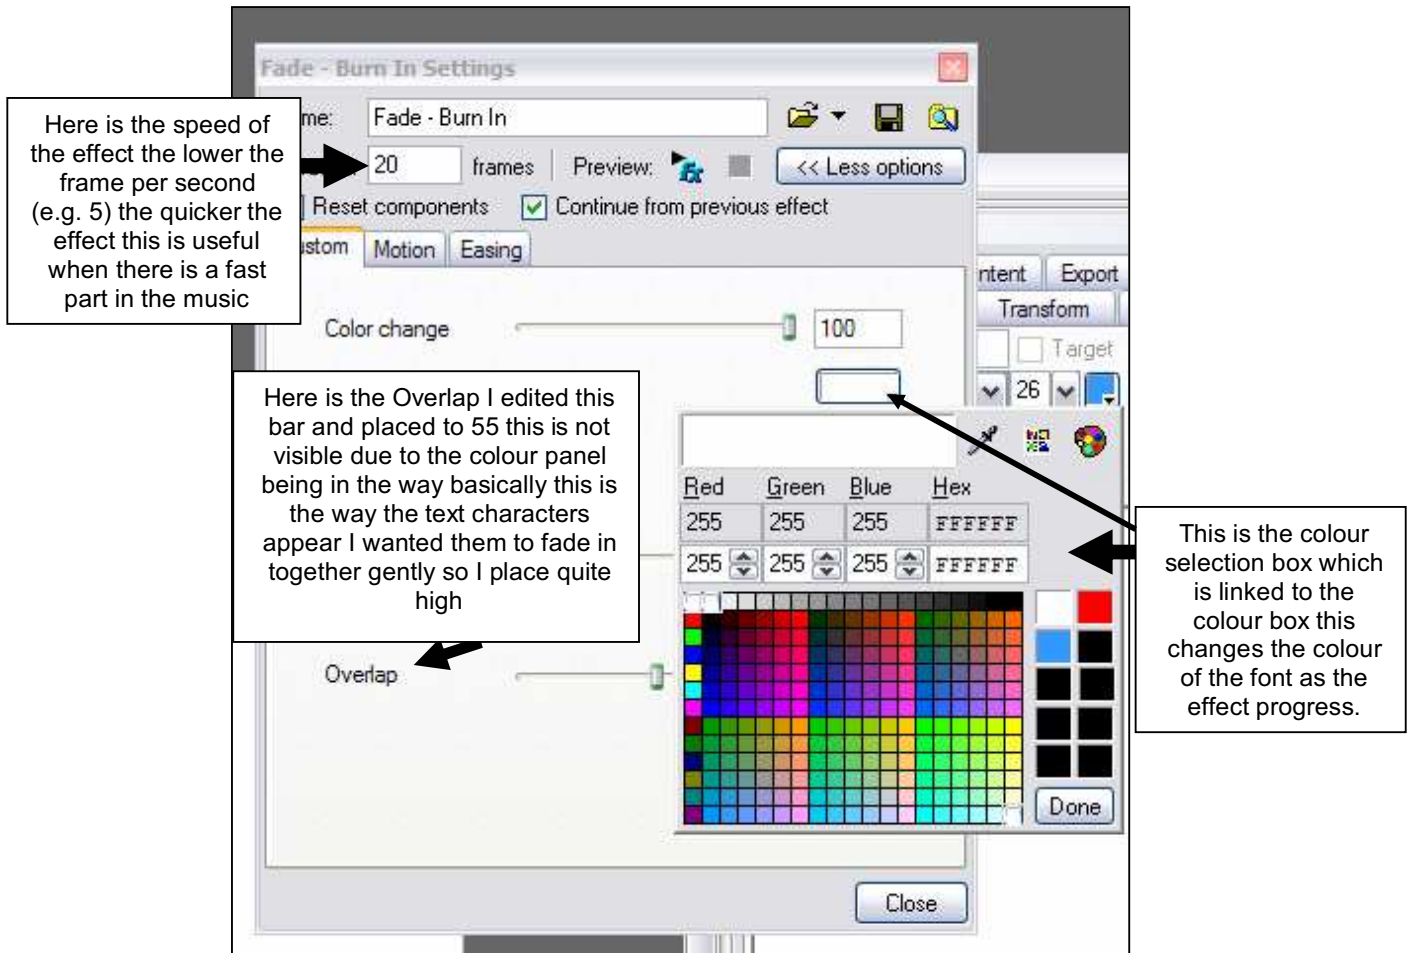 Fade - Burn In Settings
me: Fade - Burn In
20 frames Preview: << Less options
Reset components Continue from previous effect
ustom Motion Easing
Color change 100
Overlap
Close
Here is the speed of
the effect the lower the
frame per second
(e.g. 5) the quicker the
effect this is useful
when there is a fast
part in the music
Here is the Overlap I edited this
bar and placed to 55 this is not
visible due to the colour panel
being in the way basically this is
the way the text characters
appear I wanted them to fade in
together gently so I place quite
high
ntent Export
Transform
Target
26
Red Green Blue Hex
255 255 255 FFFFFF
255 255 255 FFFFFF
Done
This is the colour
selection box which
is linked to the
colour box this
changes the colour
of the font as the
effect progress.